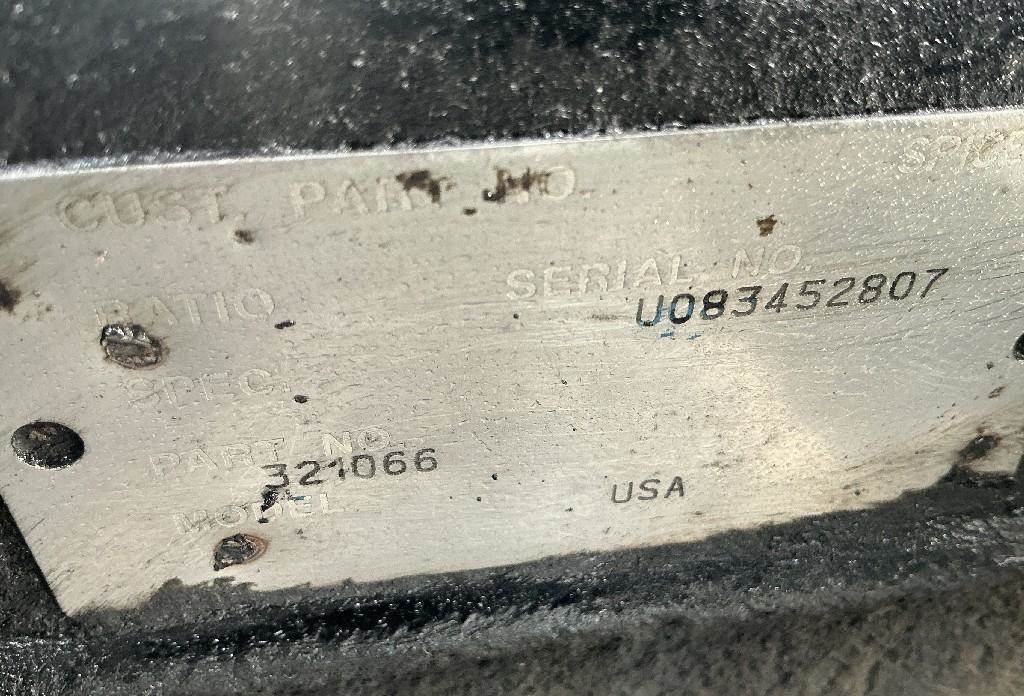 CUST. PART NO.
RATIO
SERIAL NO.
U083452807
SPEC.
PART NO.
321066
MODEL
USA